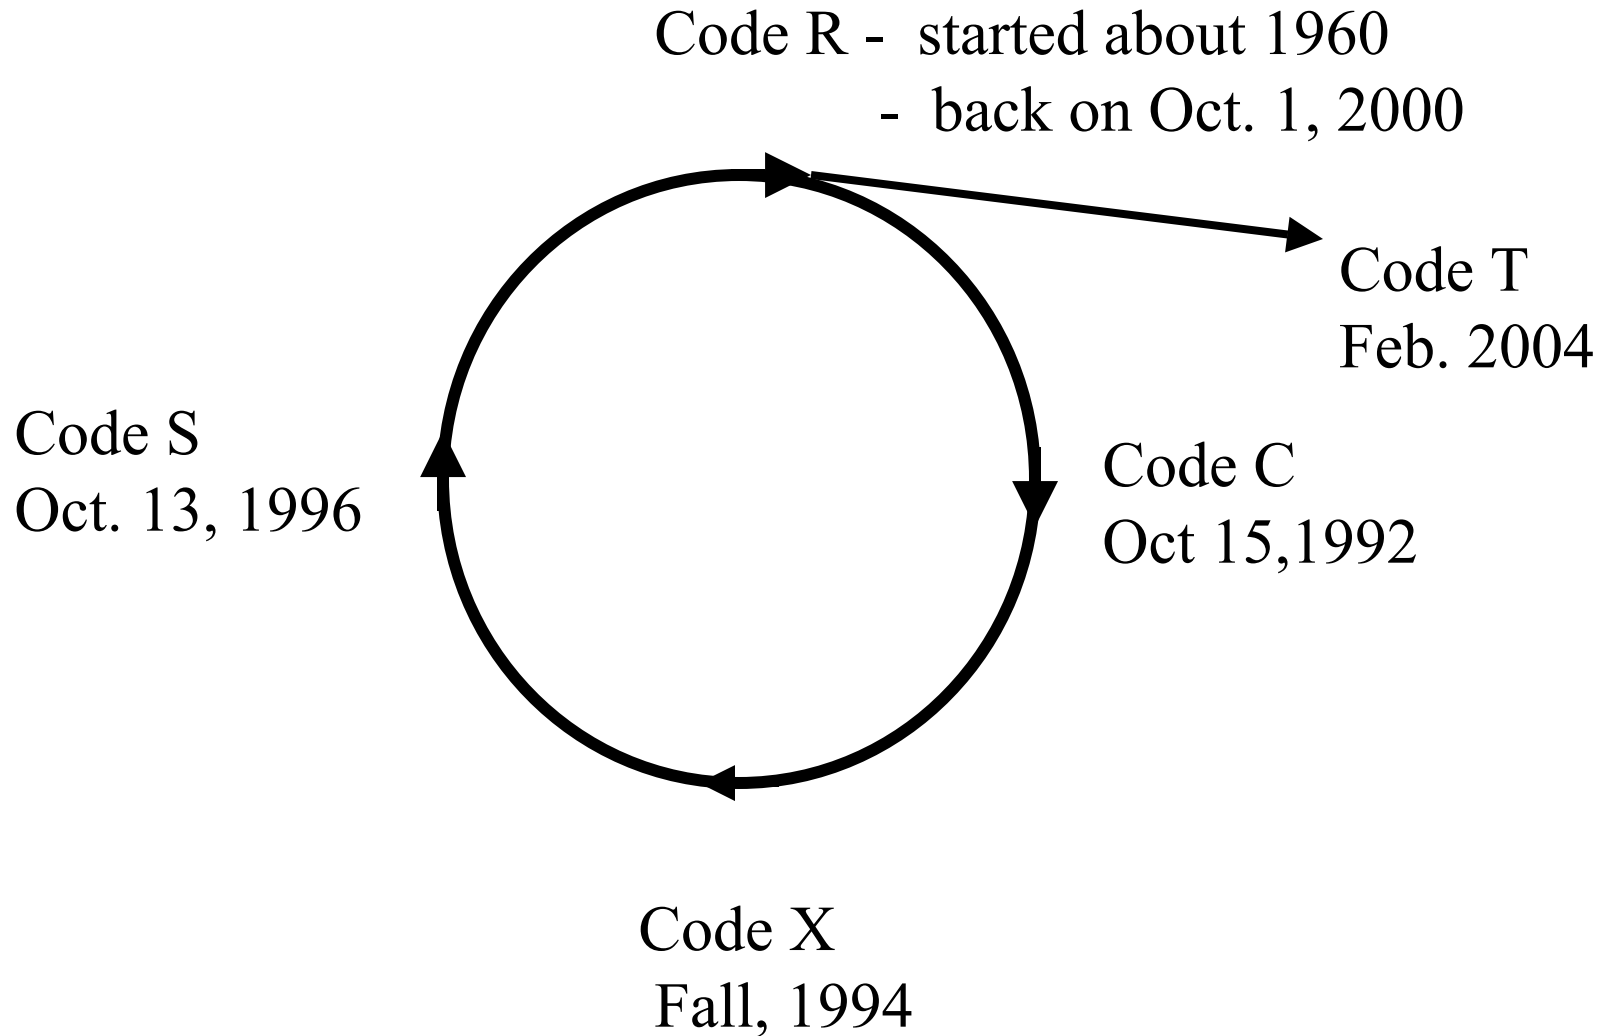 Code R -  started about 1960
-  back on Oct. 1, 2000
Code T
Feb. 2004
Code S
Oct. 13, 1996
Code C
Oct 15,1992
Code X
Fall, 1994